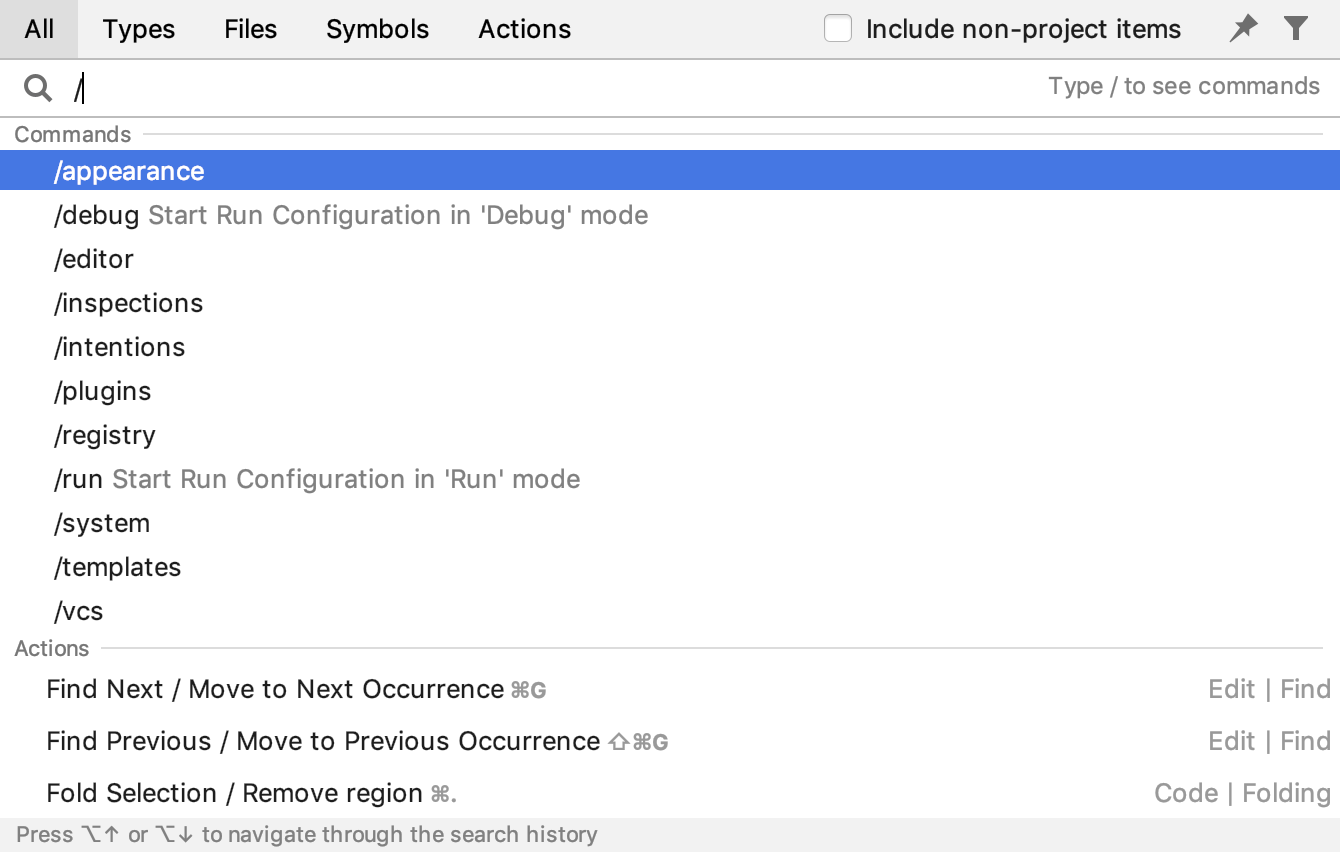 All Types Files Symbols Actions Include non-project items
/ Type / to see commands
Commands
/appearance
/debug Start Run Configuration in 'Debug' mode
/editor
/inspections
/intentions
/plugins
/registry
/run Start Run Configuration in 'Run' mode
/system
/templates
/vcs
Actions
Find Next / Move to Next Occurrence ⌘G Edit | Find
Find Previous / Move to Previous Occurrence ⇧⌘G Edit | Find
Fold Selection / Remove region ⌘. Code | Folding
Press ⌥↑ or ⌥↓ to navigate through the search history